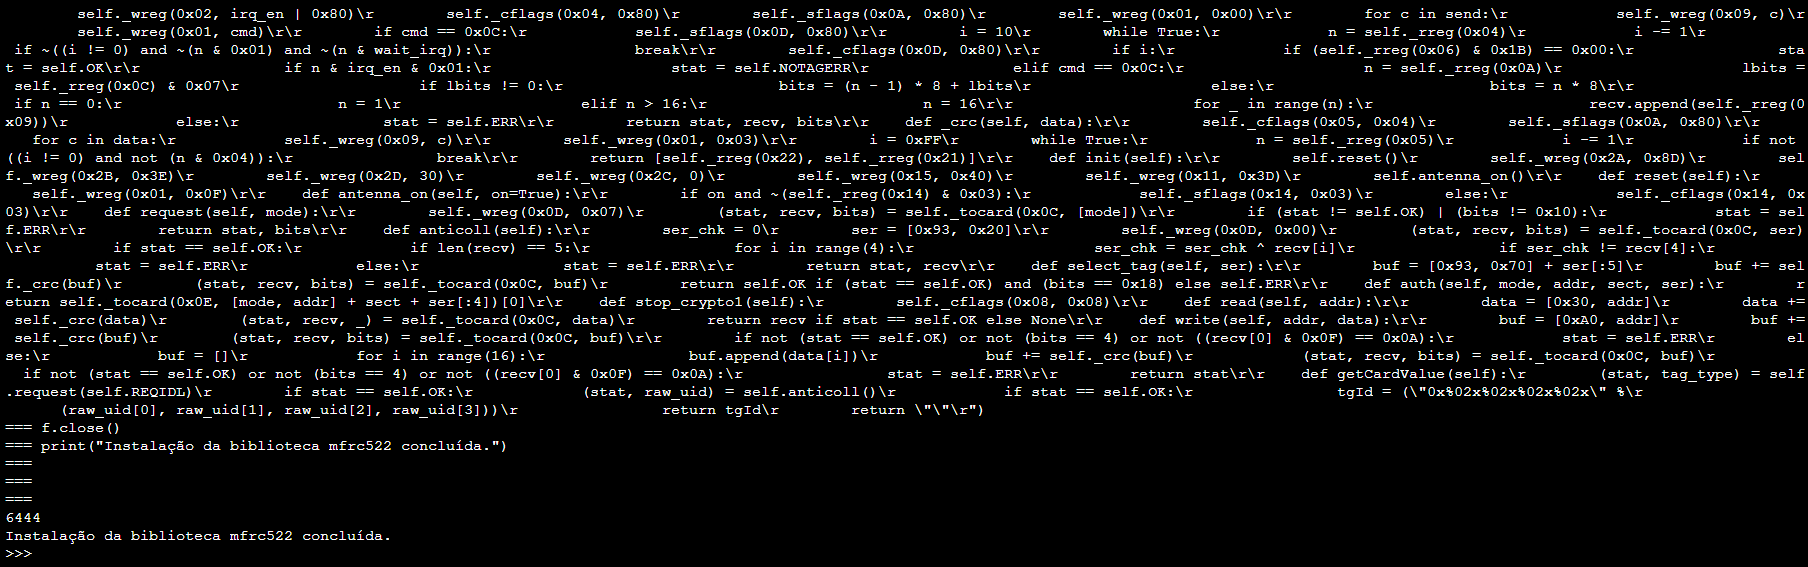 self._wreg(0x02, irq_en | 0x80)\r        self._cflags(0x04, 0x80)\r        self._sflags(0x0A, 0x80)\r        self._wreg(0x01, 0x00)\r\r        for c in send:\r            self._wreg(0x09, c)\r
        self._wreg(0x01, cmd)\r\r        if cmd == 0x0C:\r            self._sflags(0x0D, 0x80)\r\r            i = 10\r        while True:\r            n = self._rreg(0x04)\r            i -= 1\r
 if ~((i != 0) and ~(n & 0x01) and ~(n & wait_irq)):\r                break\r\r        self._cflags(0x0D, 0x80)\r\r        if i:\r            if (self._rreg(0x06) & 0x1B) == 0x00:\r                sta
t = self.OK\r\r                if n & irq_en & 0x01:\r                    stat = self.NOTAGERR\r                elif cmd == 0x0C:\r                    n = self._rreg(0x0A)\r                    lbits =
 self._rreg(0x0C) & 0x07\r                    if lbits != 0:\r                        bits = (n - 1) * 8 + lbits\r                    else:\r                        bits = n * 8\r\r
 if n == 0:\r                        n = 1\r                    elif n > 16:\r                        n = 16\r\r                    for _ in range(n):\r                        recv.append(self._rreg(0
x09))\r            else:\r                stat = self.ERR\r\r        return stat, recv, bits\r\r    def _crc(self, data):\r\r        self._cflags(0x05, 0x04)\r        self._sflags(0x0A, 0x80)\r\r
   for c in data:\r            self._wreg(0x09, c)\r\r        self._wreg(0x01, 0x03)\r\r        i = 0xFF\r        while True:\r            n = self._rreg(0x05)\r            i -= 1\r            if not
((i != 0) and not (n & 0x04)):\r                break\r\r        return [self._rreg(0x22), self._rreg(0x21)]\r\r    def init(self):\r\r        self.reset()\r        self._wreg(0x2A, 0x8D)\r        sel
f._wreg(0x2B, 0x3E)\r        self._wreg(0x2D, 30)\r        self._wreg(0x2C, 0)\r        self._wreg(0x15, 0x40)\r        self._wreg(0x11, 0x3D)\r        self.antenna_on()\r\r    def reset(self):\r
      self._wreg(0x01, 0x0F)\r\r    def antenna_on(self, on=True):\r\r        if on and ~(self._rreg(0x14) & 0x03):\r            self._sflags(0x14, 0x03)\r        else:\r            self._cflags(0x14, 0x
03)\r\r    def request(self, mode):\r\r        self._wreg(0x0D, 0x07)\r        (stat, recv, bits) = self._tocard(0x0C, [mode])\r\r        if (stat != self.OK) | (bits != 0x10):\r            stat = sel
f.ERR\r\r        return stat, bits\r\r    def anticoll(self):\r\r        ser_chk = 0\r        ser = [0x93, 0x20]\r\r        self._wreg(0x0D, 0x00)\r        (stat, recv, bits) = self._tocard(0x0C, ser)
\r\r        if stat == self.OK:\r            if len(recv) == 5:\r                for i in range(4):\r                    ser_chk = ser_chk ^ recv[i]\r                if ser_chk != recv[4]:\r
          stat = self.ERR\r            else:\r                stat = self.ERR\r\r        return stat, recv\r\r    def select_tag(self, ser):\r\r        buf = [0x93, 0x70] + ser[:5]\r        buf += sel
f._crc(buf)\r        (stat, recv, bits) = self._tocard(0x0C, buf)\r        return self.OK if (stat == self.OK) and (bits == 0x18) else self.ERR\r\r    def auth(self, mode, addr, sect, ser):\r        r
eturn self._tocard(0x0E, [mode, addr] + sect + ser[:4])[0]\r\r    def stop_crypto1(self):\r        self._cflags(0x08, 0x08)\r\r    def read(self, addr):\r\r        data = [0x30, addr]\r        data +=
 self._crc(data)\r        (stat, recv, _) = self._tocard(0x0C, data)\r        return recv if stat == self.OK else None\r\r    def write(self, addr, data):\r\r        buf = [0xA0, addr]\r        buf +=
 self._crc(buf)\r        (stat, recv, bits) = self._tocard(0x0C, buf)\r\r        if not (stat == self.OK) or not (bits == 4) or not ((recv[0] & 0x0F) == 0x0A):\r            stat = self.ERR\r        el
se:\r            buf = []\r            for i in range(16):\r                buf.append(data[i])\r            buf += self._crc(buf)\r            (stat, recv, bits) = self._tocard(0x0C, buf)\r
  if not (stat == self.OK) or not (bits == 4) or not ((recv[0] & 0x0F) == 0x0A):\r                stat = self.ERR\r\r        return stat\r\r    def getCardValue(self):\r        (stat, tag_type) = self
.request(self.REQIDL)\r        if stat == self.OK:\r            (stat, raw_uid) = self.anticoll()\r            if stat == self.OK:\r                tgId = (\"0x%02x%02x%02x%02x\" %\r
      (raw_uid[0], raw_uid[1], raw_uid[2], raw_uid[3]))\r                return tgId\r        return \"\"\r")
=== f.close()
=== print("Instalação da biblioteca mfrc522 concluída.")
===
===
===
6444
Instalação da biblioteca mfrc522 concluída.
>>>